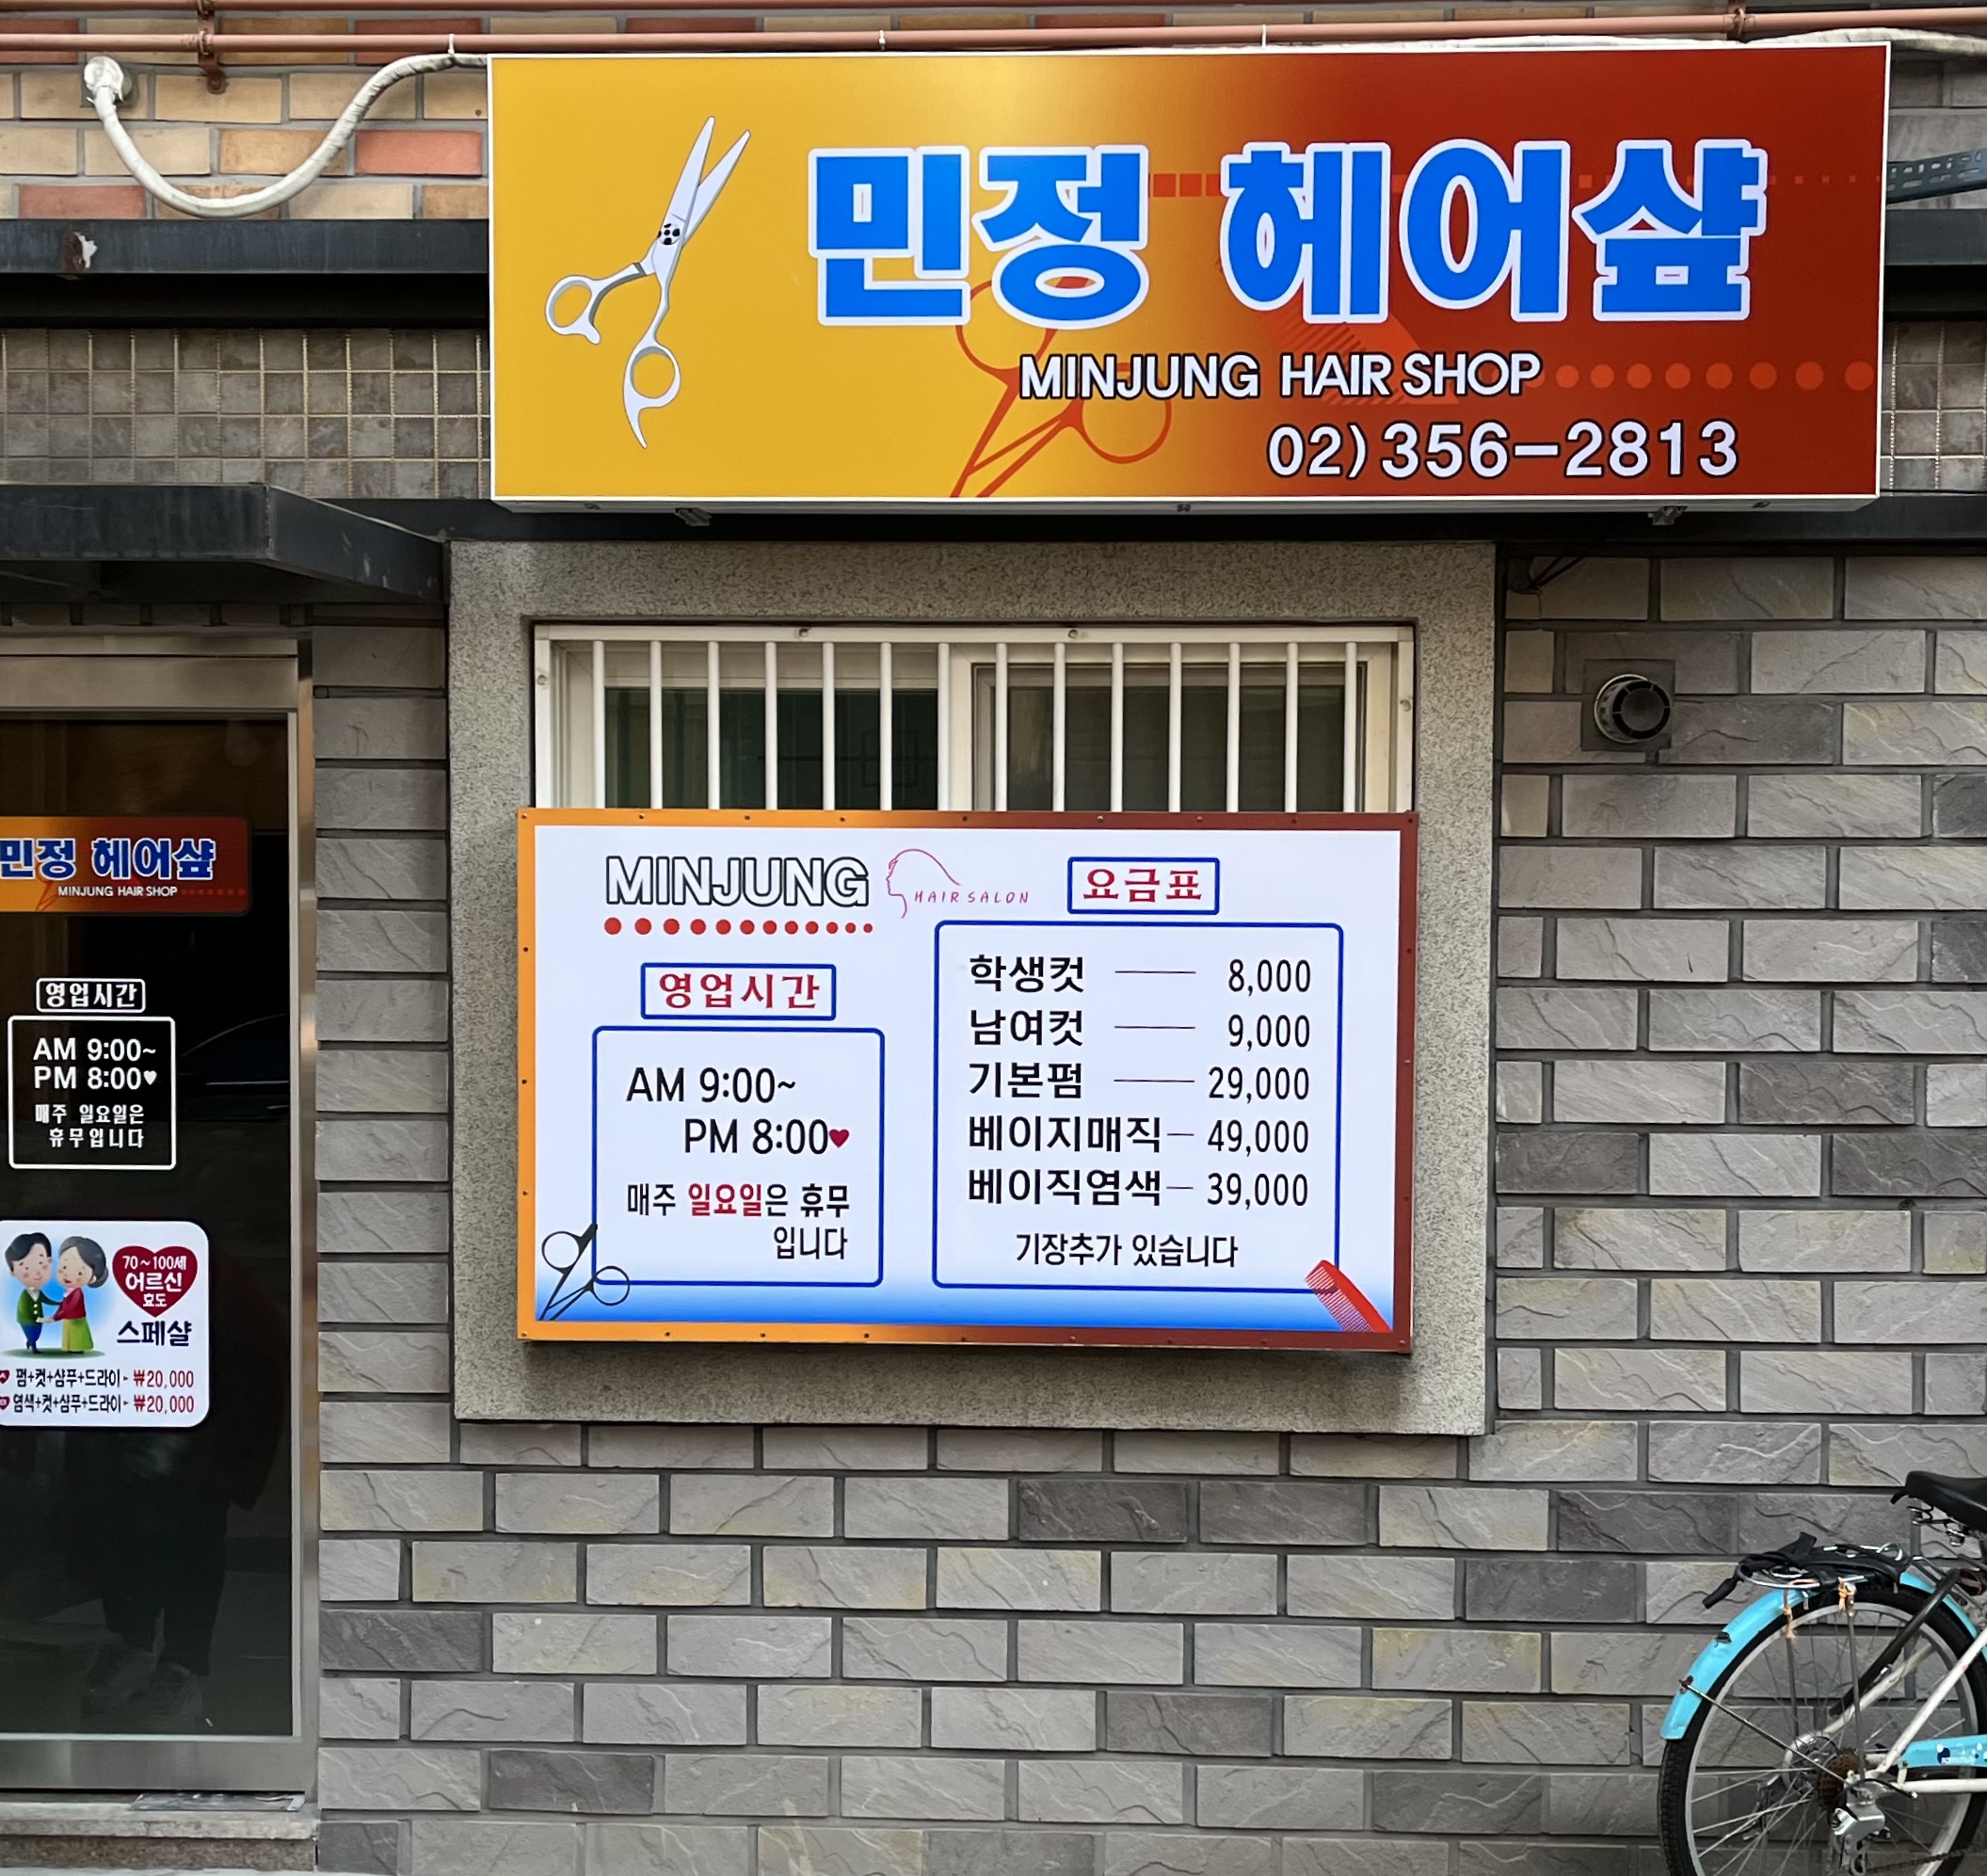 민정 헤어샾
MINJUNG HAIR SHOP
02)356-2813
민정 헤어샾
MINJUNG HAIR SHOP
영업시간
AM 9:00~
PM 8:00♥
매주 일요일은
휴무입니다
70~100세
어르신
효도
스페샬
펌+컷+샴푸+드라이- ₩20,000
염색+컷+샴푸+드라이- ₩20,000
MINJUNG HAIR SALON
영업시간
AM 9:00~
PM 8:00♥
매주 일요일은 휴무
입니다
요금표
학생컷 — 8,000
남여컷 — 9,000
기본펌 — 29,000
베이지매직— 49,000
베이직염색— 39,000
기장추가 있습니다